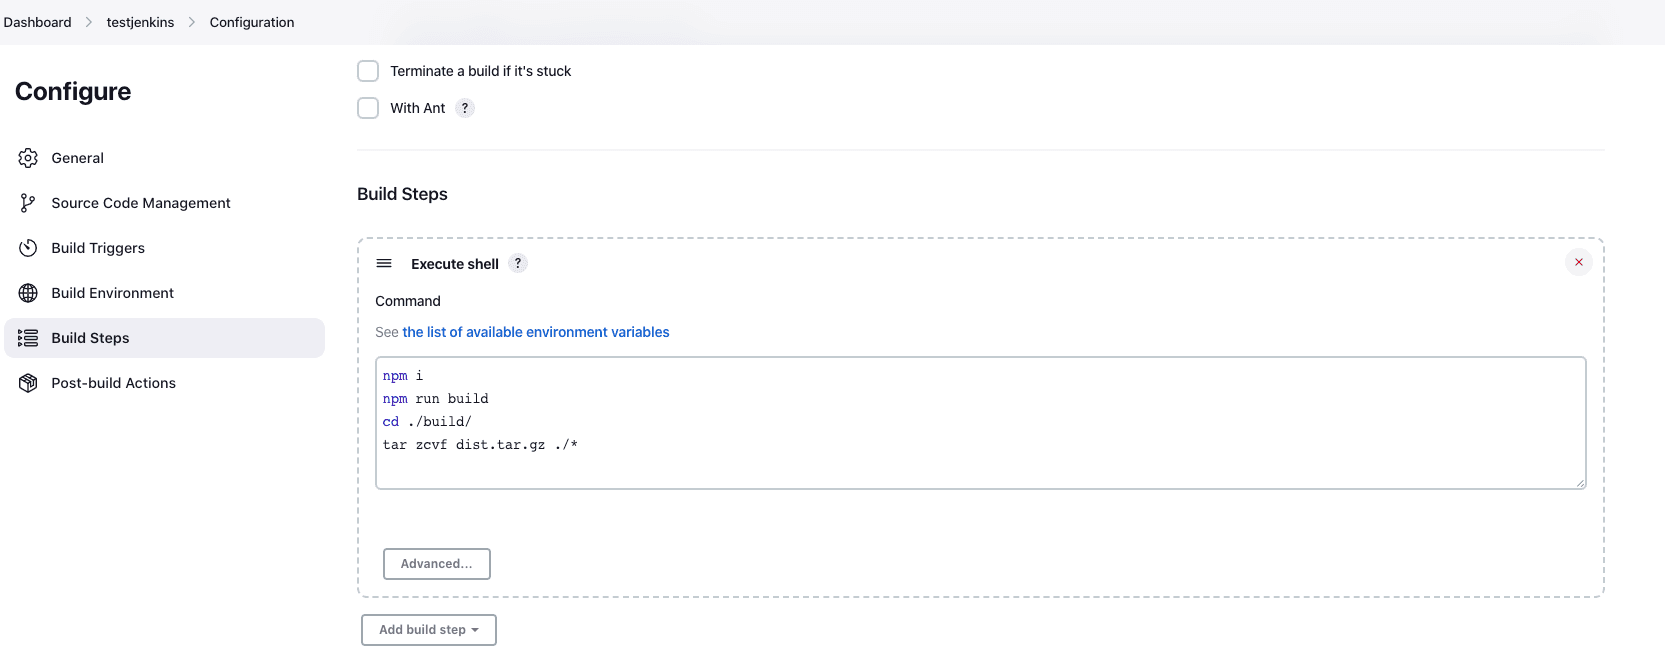 Dashboard > testjenkins > Configuration
Configure
General
Source Code Management
Build Triggers
Build Environment
Build Steps
Post-build Actions
Terminate a build if it's stuck
With Ant ?
Build Steps
Execute shell ?
Command
See the list of available environment variables
npm i
npm run build
cd ./build/
tar zcvf dist.tar.gz ./*
Advanced...
Add build step